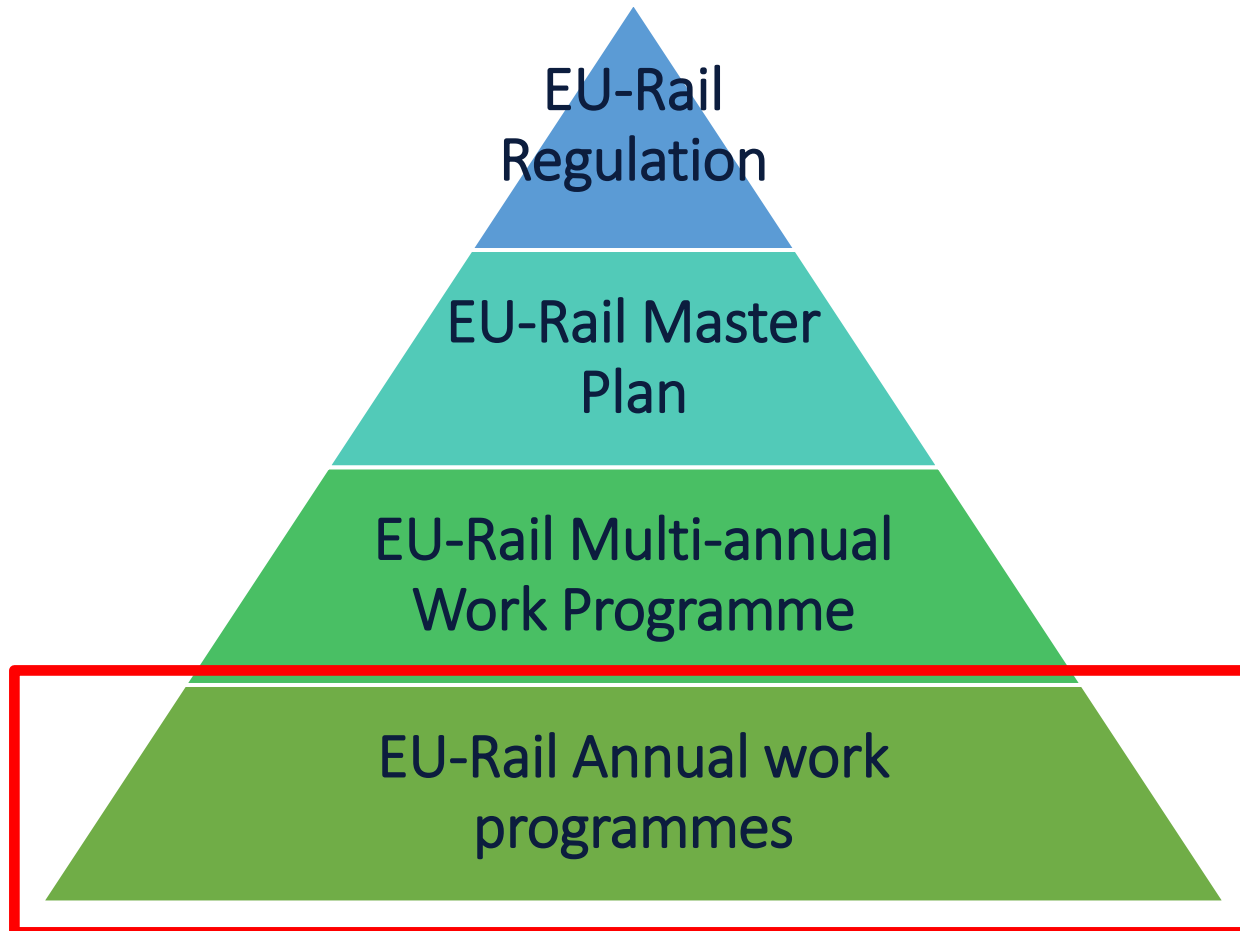 EU-Rail
Regulation
EU-Rail Master
Plan
EU-Rail Multi-annual
Work Programme
EU-Rail Annual work
programmes